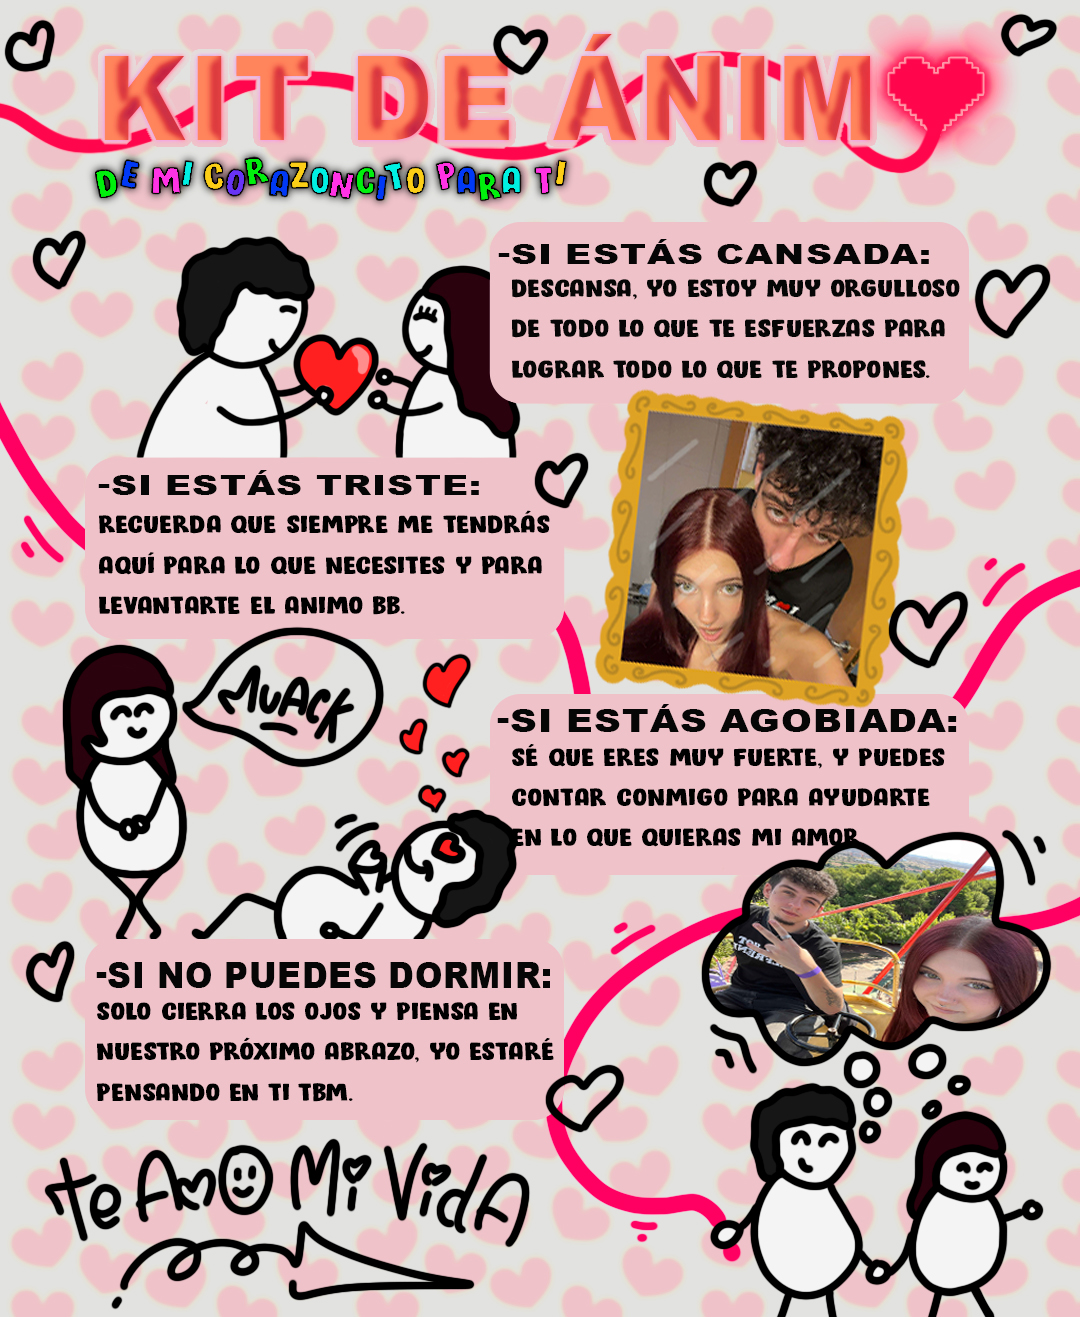 KIT DE ÁNIM
DE MI CORAZONCITO PARA TI
-SI ESTÁS CANSADA:
DESCANSA, YO ESTOY MUY ORGULLOSO
DE TODO LO QUE TE ESFUERZAS PARA
LOGRAR TODO LO QUE TE PROPONES.
-SI ESTÁS TRISTE:
RECUERDA QUE SIEMPRE ME TENDRÁS
AQUÍ PARA LO QUE NECESITES Y PARA
LEVANTARTE EL ANIMO BB.
MUACK
-SI ESTÁS AGOBIADA:
SÉ QUE ERES MUY FUERTE, Y PUEDES
CONTAR CONMIGO PARA AYUDARTE
EN LO QUE QUIERAS MI AMOR
-SI NO PUEDES DORMIR:
SOLO CIERRA LOS OJOS Y PIENSA EN
NUESTRO PRÓXIMO ABRAZO, YO ESTARÉ
PENSANDO EN TI TBM.
te AmO Mi VidA